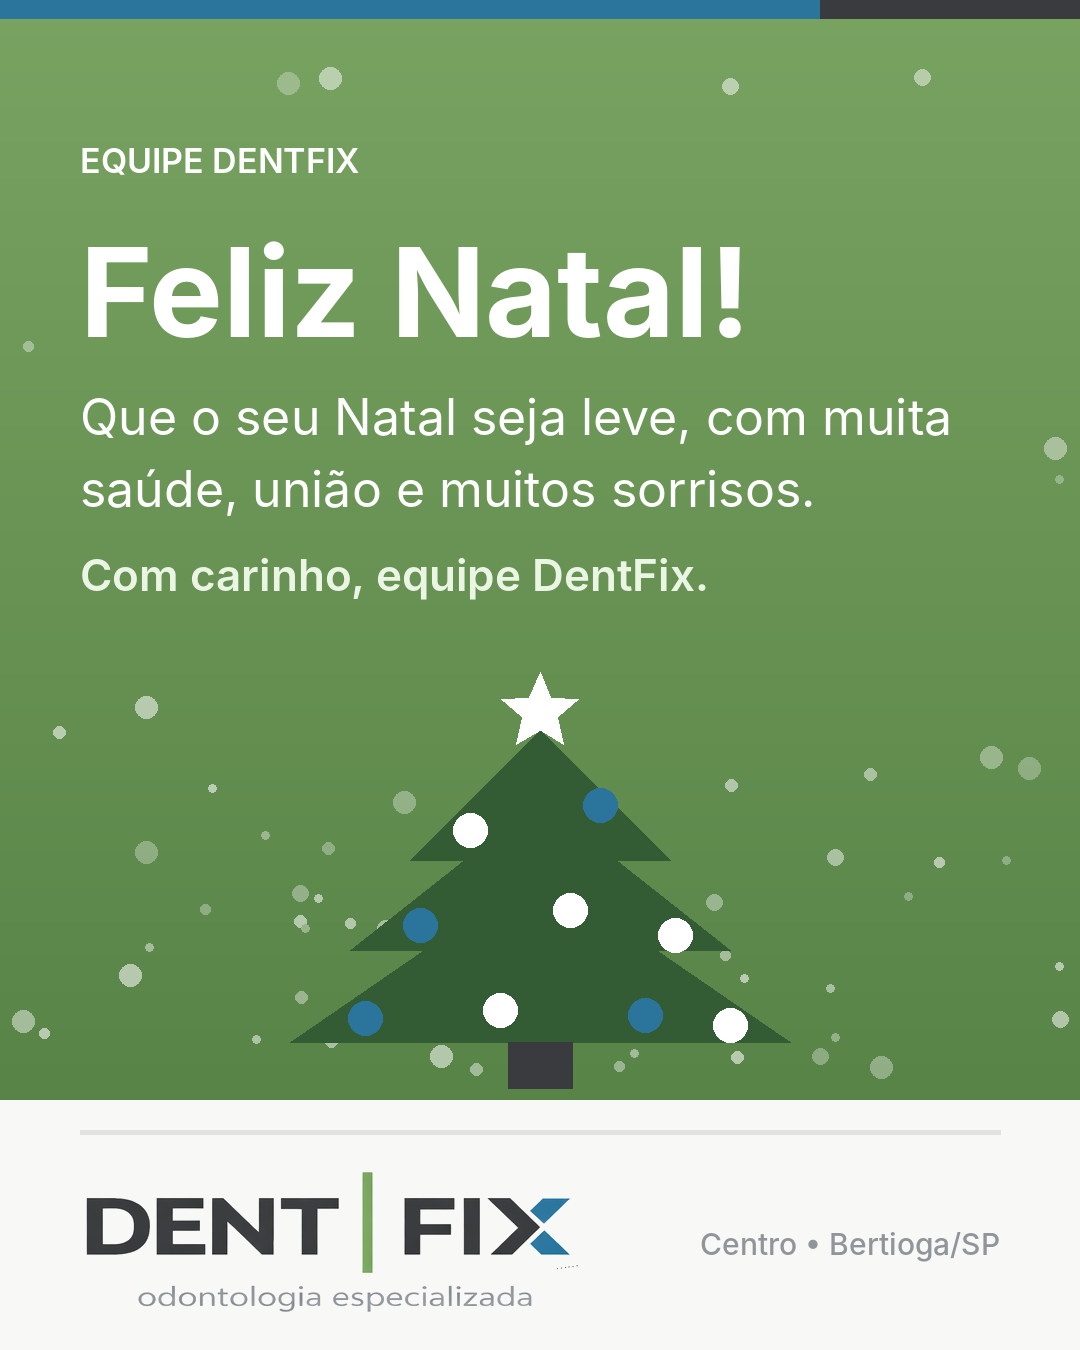 EQUIPE DENTFIX
Feliz Natal!
Que o seu Natal seja leve, com muita
saúde, união e muitos sorrisos.
Com carinho, equipe DentFix.
DENT | FIX
odontologia especializada
Centro • Bertioga/SP